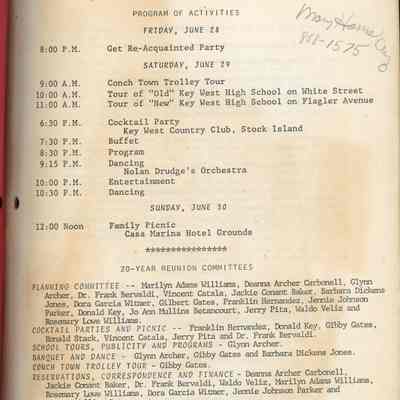 PROGRAM OF ACTIVITIES
FRIDAY, JUNE 28
8:00 P.M. Get Re-Acquainted Party
SATURDAY, JUNE 29
9:00 A.M. Conch Town Trolley Tour
10:00 A.M. Tour of "Old" Key West High School on White Street
11:00 A.M. Tour of "New" Key West High School on Flagler Avenue
6:30 P.M. Cocktail Party
Key West Country Club, Stock Island
7:30 P.M. Buffet
8:30 P.M. Program
9:15 P.M. Dancing
Nolan Drudge's Orchestra
10:00 P.M. Entertainment
10:30 P.M. Dancing
SUNDAY, JUNE 30
12:00 Noon Family Picnic
Casa Marina Hotel Grounds
****************
20-YEAR REUNION COMMITTEES
PLANNING COMMITTEE -- Marilyn Adams Williams, Deanna Archer Carbonell, Glynn
Archer, Dr. Frank Bervaldi, Vincent Catala, Jackie Conant Baker, Barbara Dickens
Jones, Dora Garcia Witmer, Gilbert Gates, Franklin Hernandez, Jennie Johnson
Parker, Donald Key, Jo Ann Mullins Betancourt, Jerry Pita, Waldo Veliz and
Rosemary Lowe Williams.
COCKTAIL PARTIES AND PICNIC -- Franklin Hernandez, Donald Key, Gibby Gates,
Ronald Stack, Vincent Catala, Jerry Pita and Dr. Frank Bervaldi.
SCHOOL TOURS, PUBLICITY AND PROGRAMS - Glynn Archer.
BANQUET AND DANCE - Glynn Archer, Gibby Gates and Barbara Dickens Jones.
CONCH TOWN TROLLEY TOUR - Gibby Gates.
RESERVATIONS, CORRESPONDENCE AND FINANCE - Deanna Archer Carbonell,
Jackie Conant Baker, Dr. Frank Bervaldi, Waldo Veliz, Marilyn Adams Williams,
Rosemary Lowe Williams, Dora Garcia Witmer, Jennie Johnson Parker and